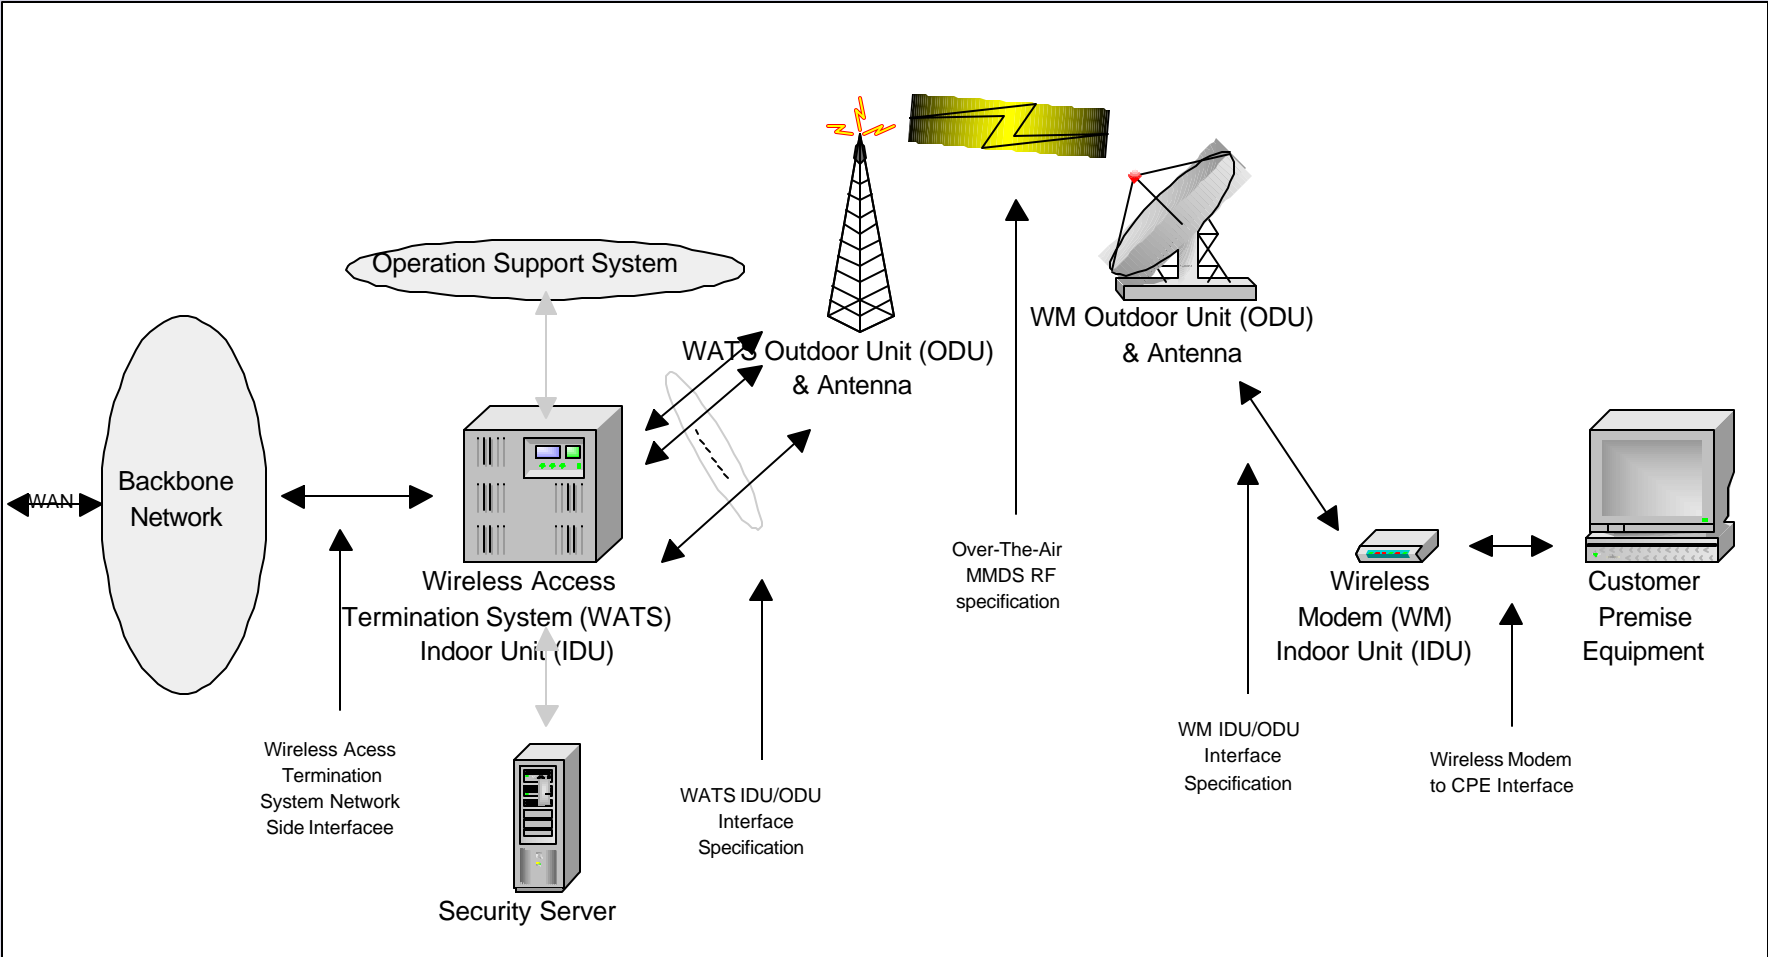 Operation Support System
WATS Outdoor Unit (ODU)
& Antenna
WM Outdoor Unit (ODU)
& Antenna
WAN
Backbone
Network
Wireless Access
Termination System (WATS)
Indoor Unit (IDU)
Over-The-Air
MMDS RF
specification
Wireless
Modem (WM)
Indoor Unit (IDU)
Customer
Premise
Equipment
Wireless Acess
Termination
System Network
Side Interfacee
WATS IDU/ODU
Interface
Specification
WM IDU/ODU
Interface
Specification
Wireless Modem
to CPE Interface
Security Server